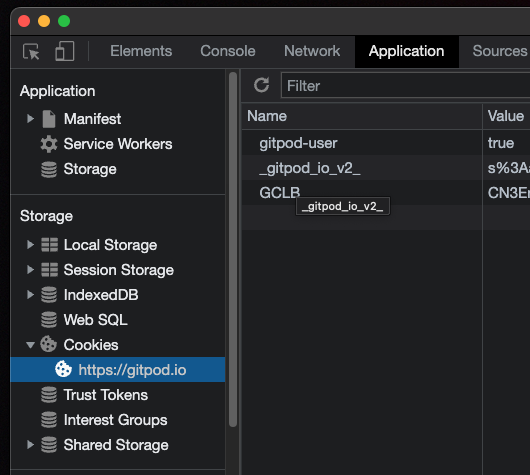 Elements Console Network Application Sources
Application
Manifest
Service Workers
Storage
Storage
Local Storage
Session Storage
IndexedDB
Web SQL
Cookies
https://gitpod.io
Trust Tokens
Interest Groups
Shared Storage
Filter
Name Value
gitpod-user true
_gitpod_io_v2_ s%3A
GCLB CN3E
_gitpod_io_v2_